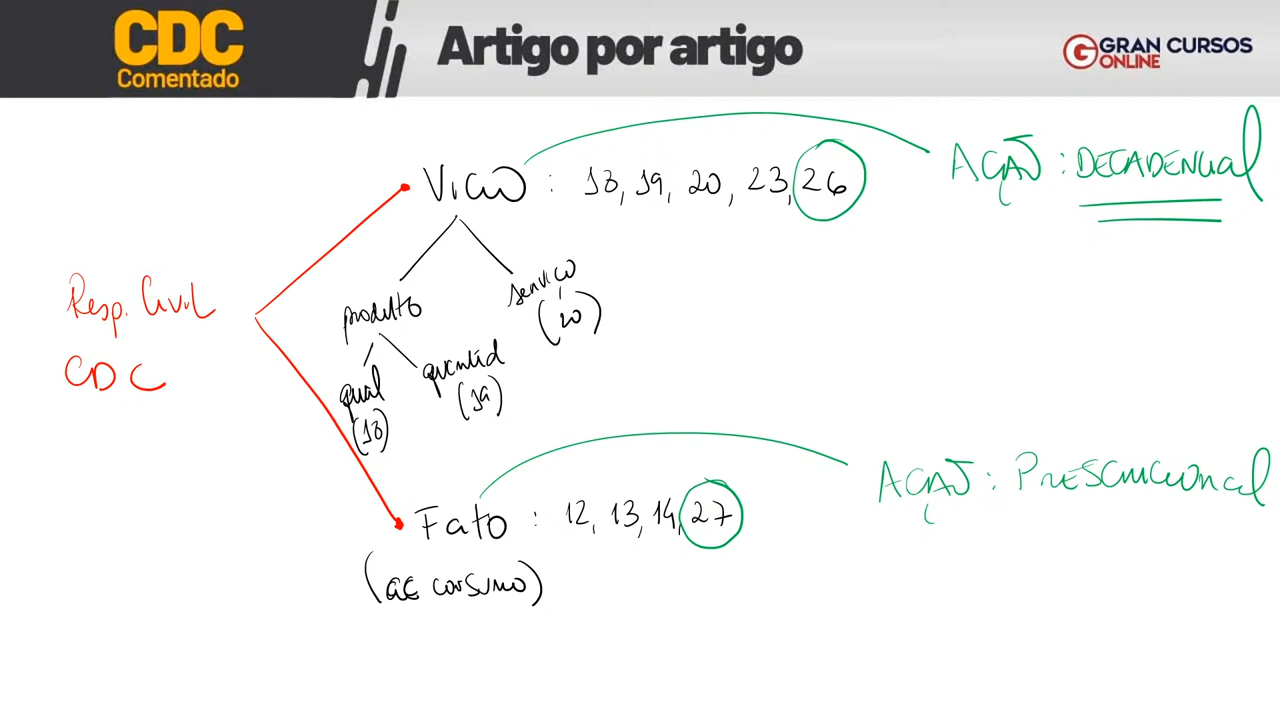 CDC
Comentado
Artigo por artigo
GRAN CURSOS
ONLINE
Vício : 18, 19, 20, 23, 26
AÇÃO : DECADENCIAL
Resp. Civil
CDC
produto
serviço
(20)
qual
(18)
quantid
(19)
Fato : 12, 13, 14, 27
(AC CONSUMO)
AÇÃO : PRESCRICIONAL